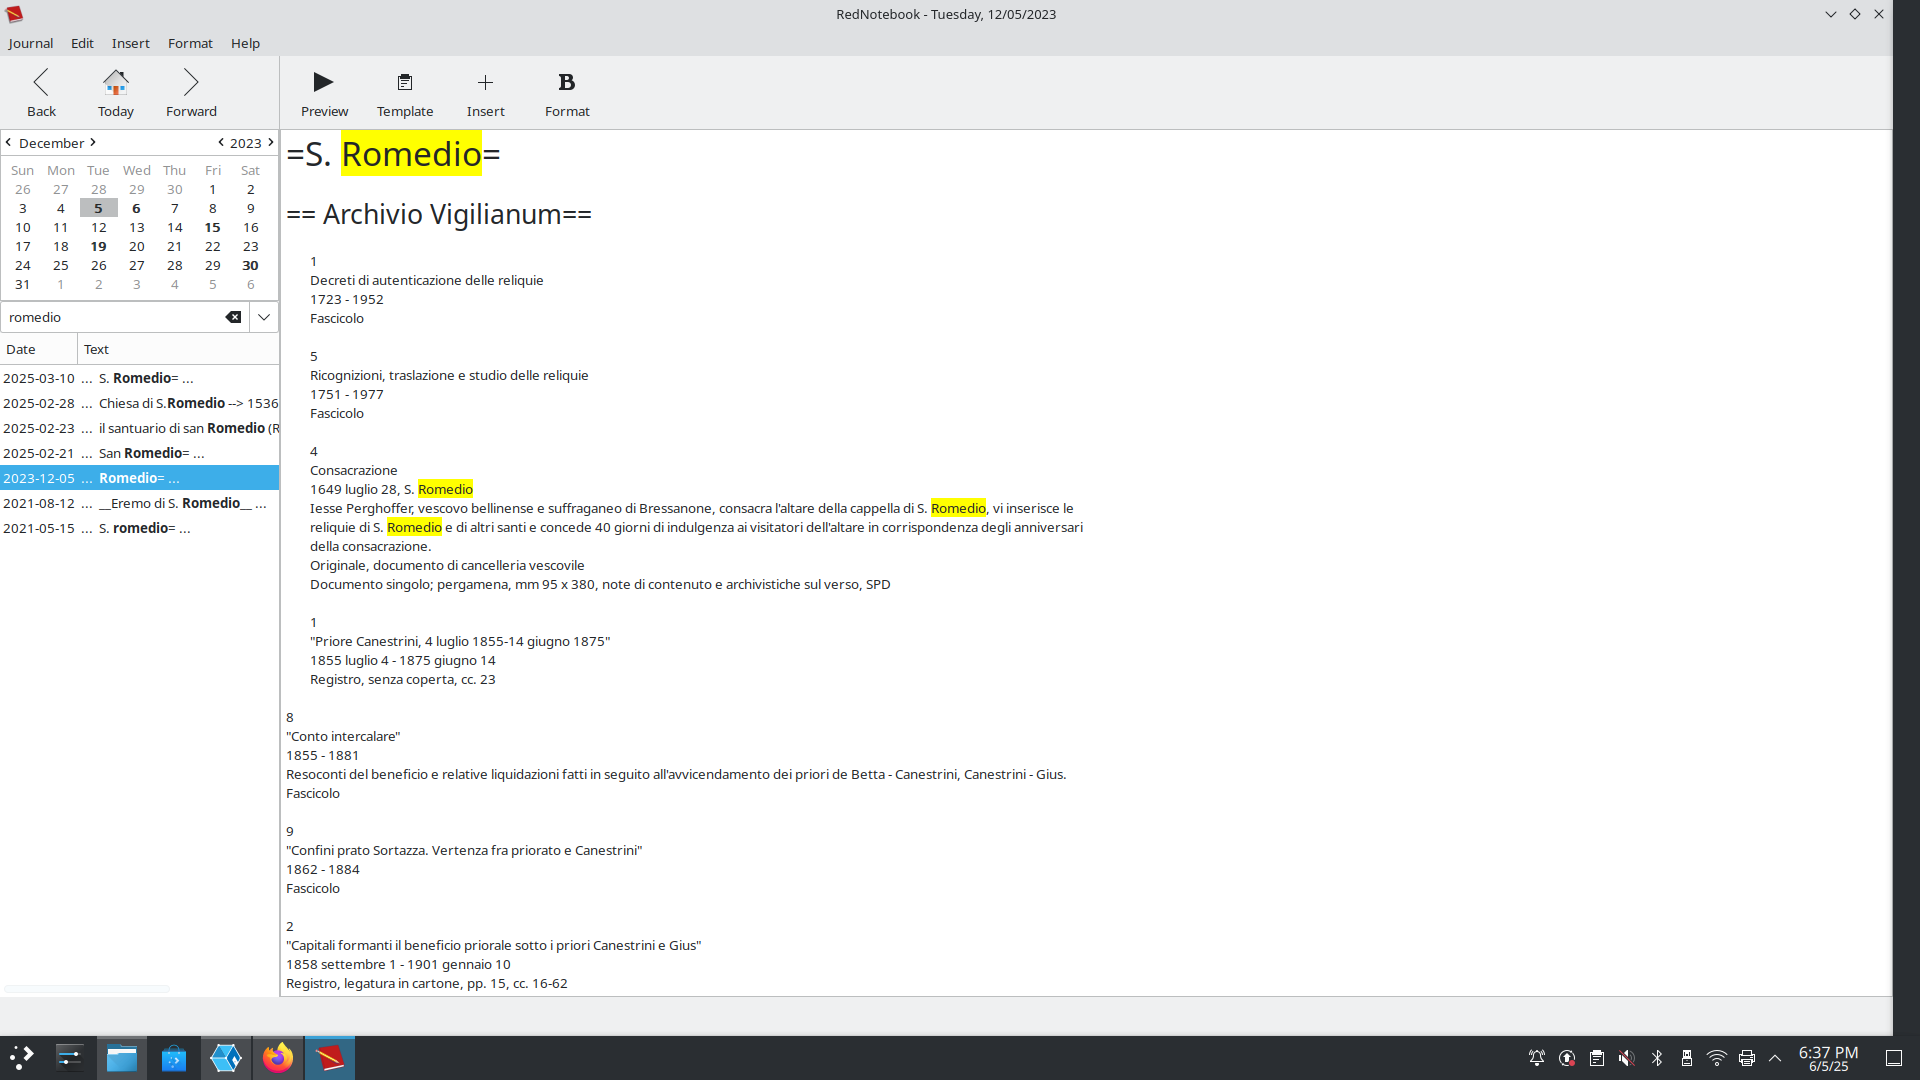 RedNotebook - Tuesday, 12/05/2023
Journal Edit Insert Format Help
Back Today Forward
Preview Template Insert Format
December 2023
Sun Mon Tue Wed Thu Fri Sat
26 27 28 29 30 1 2
3 4 5 6 7 8 9
10 11 12 13 14 15 16
17 18 19 20 21 22 23
24 25 26 27 28 29 30
31 1 2 3 4 5 6
romedio
Date Text
2025-03-10 ... S. Romedio= ...
2025-02-28 ... Chiesa di S.Romedio --> 1536
2025-02-23 ... il santuario di san Romedio (R
2025-02-21 ... San Romedio= ...
2023-12-05 ... Romedio= ...
2021-08-12 ... __Eremo di S. Romedio__ ...
2021-05-15 ... S. romedio= ...
=S. Romedio=
== Archivio Vigilianum==
1
Decreti di autenticazione delle reliquie
1723 - 1952
Fascicolo
5
Ricognizioni, traslazione e studio delle reliquie
1751 - 1977
Fascicolo
4
Consacrazione
1649 luglio 28, S. Romedio
Iesse Perghoffer, vescovo bellinense e suffraganeo di Bressanone, consacra l'altare della cappella di S. Romedio, vi inserisce le
reliquie di S. Romedio e di altri santi e concede 40 giorni di indulgenza ai visitatori dell'altare in corrispondenza degli anniversari
della consacrazione.
Originale, documento di cancelleria vescovile
Documento singolo; pergamena, mm 95 x 380, note di contenuto e archivistiche sul verso, SPD
1
"Priore Canestrini, 4 luglio 1855-14 giugno 1875"
1855 luglio 4 - 1875 giugno 14
Registro, senza coperta, cc. 23
8
"Conto intercalare"
1855 - 1881
Resoconti del beneficio e relative liquidazioni fatti in seguito all'avvicendamento dei priori de Betta - Canestrini, Canestrini - Gius.
Fascicolo
9
"Confini prato Sortazza. Vertenza fra priorato e Canestrini"
1862 - 1884
Fascicolo
2
"Capitali formanti il beneficio priorale sotto i priori Canestrini e Gius"
1858 settembre 1 - 1901 gennaio 10
Registro, legatura in cartone, pp. 15, cc. 16-62
6:37 PM
6/5/25